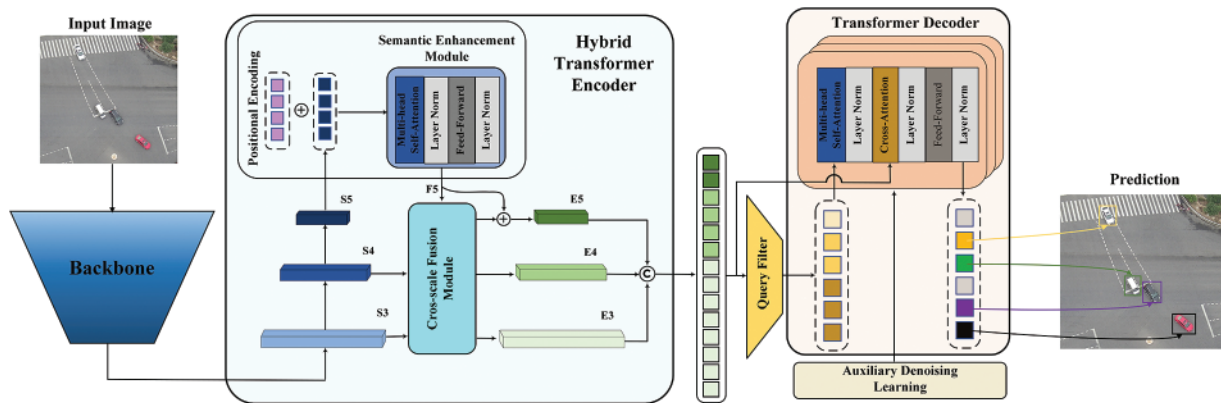 Input Image
Backbone
Positional Encoding
Semantic Enhancement
Module
Multi-head
Self-Attention
Layer Norm
Feed-Forward
Layer Norm
Hybrid
Transformer
Encoder
F5
S5
S4
S3
Cros-scale Fusion
Module
E5
E4
E3
C
Query Filter
Transformer Decoder
Multi-head
Self-Attention
Layer Norm
Cross-Attention
Layer Norm
Feed-Forward
Layer Norm
Auxiliary Denoising
Learning
Prediction